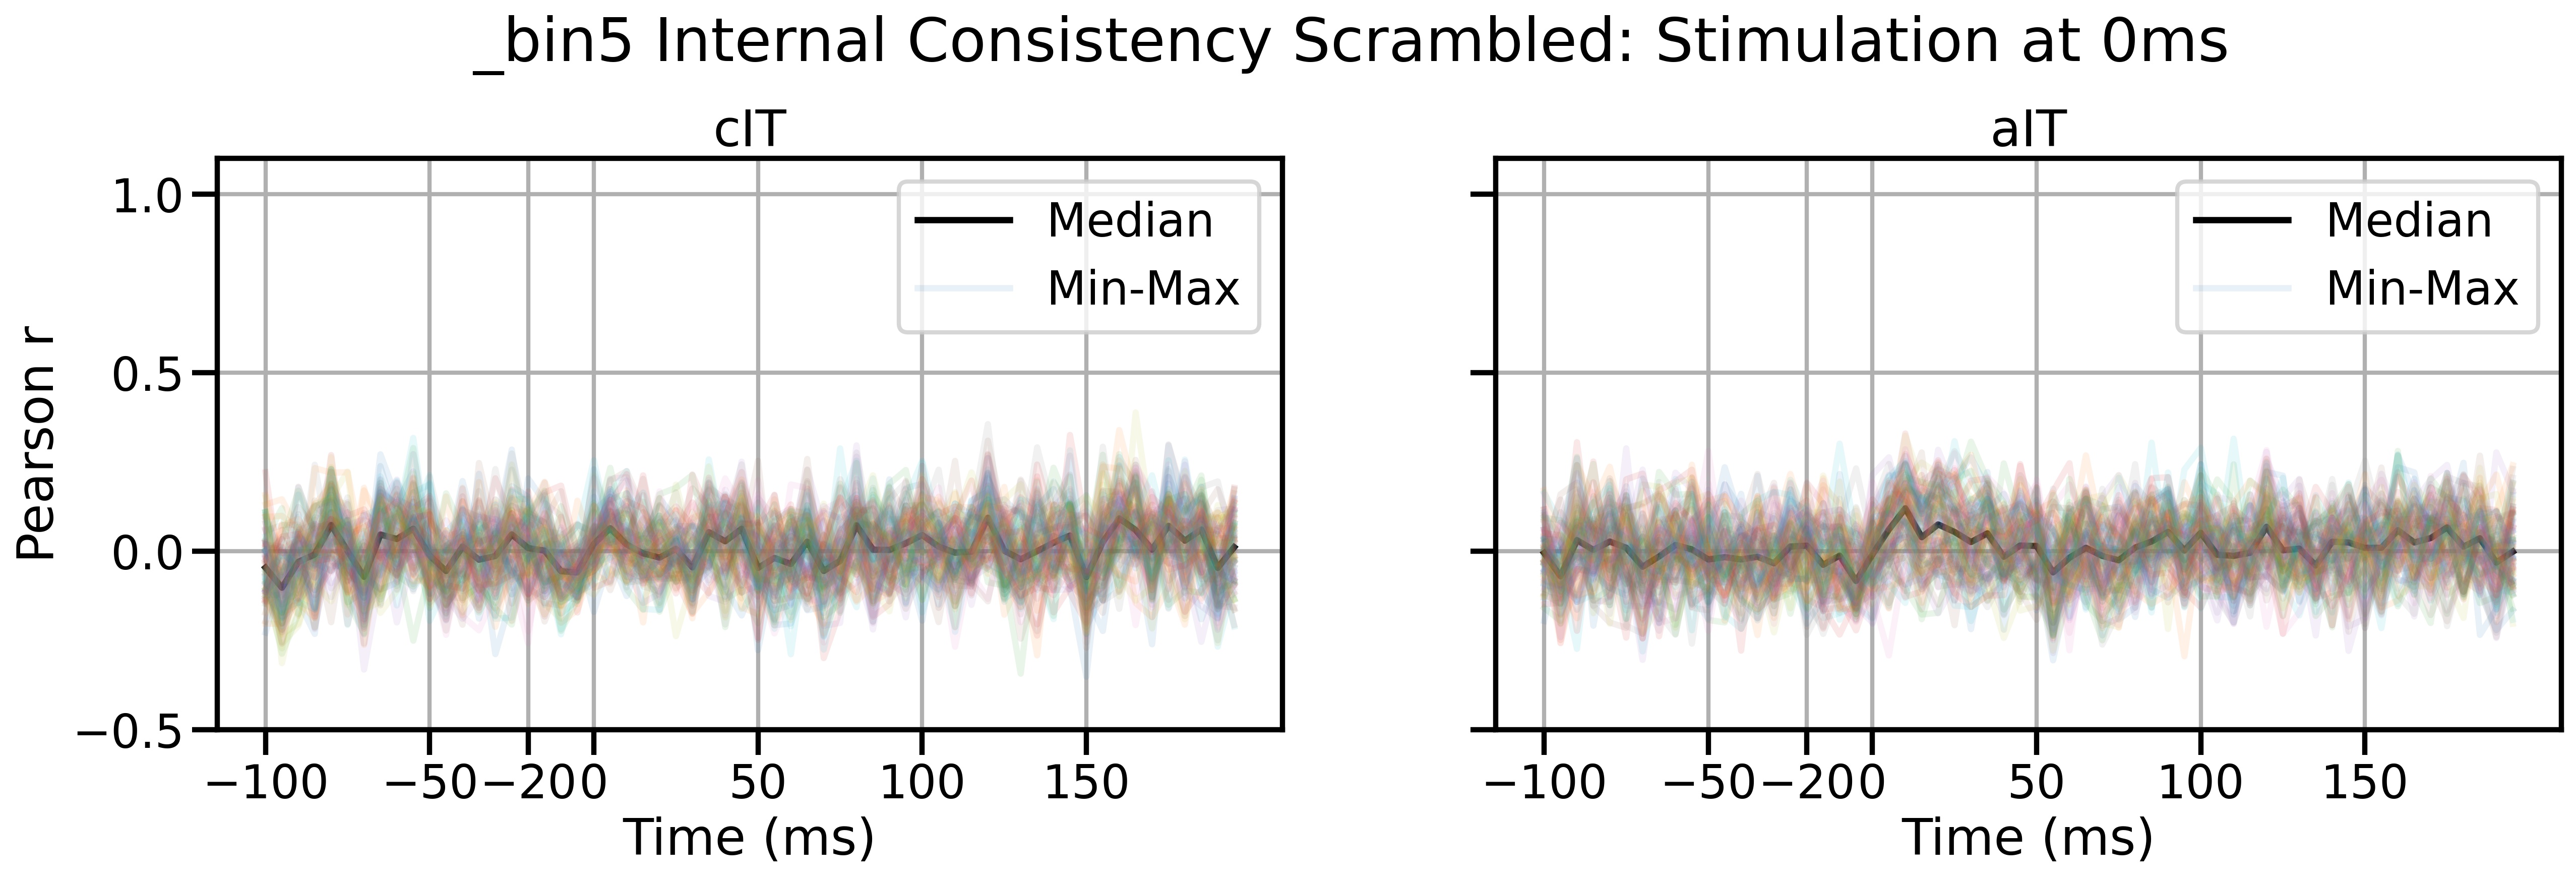 _bin5 Internal Consistency Scrambled: Stimulation at 0ms
cIT
Median
Min-Max
Pearson r
1.0
0.5
0.0
−0.5
−100 −50 −20 0 50 100 150
Time (ms)
aIT
Median
Min-Max
−100 −50 −20 0 50 100 150
Time (ms)